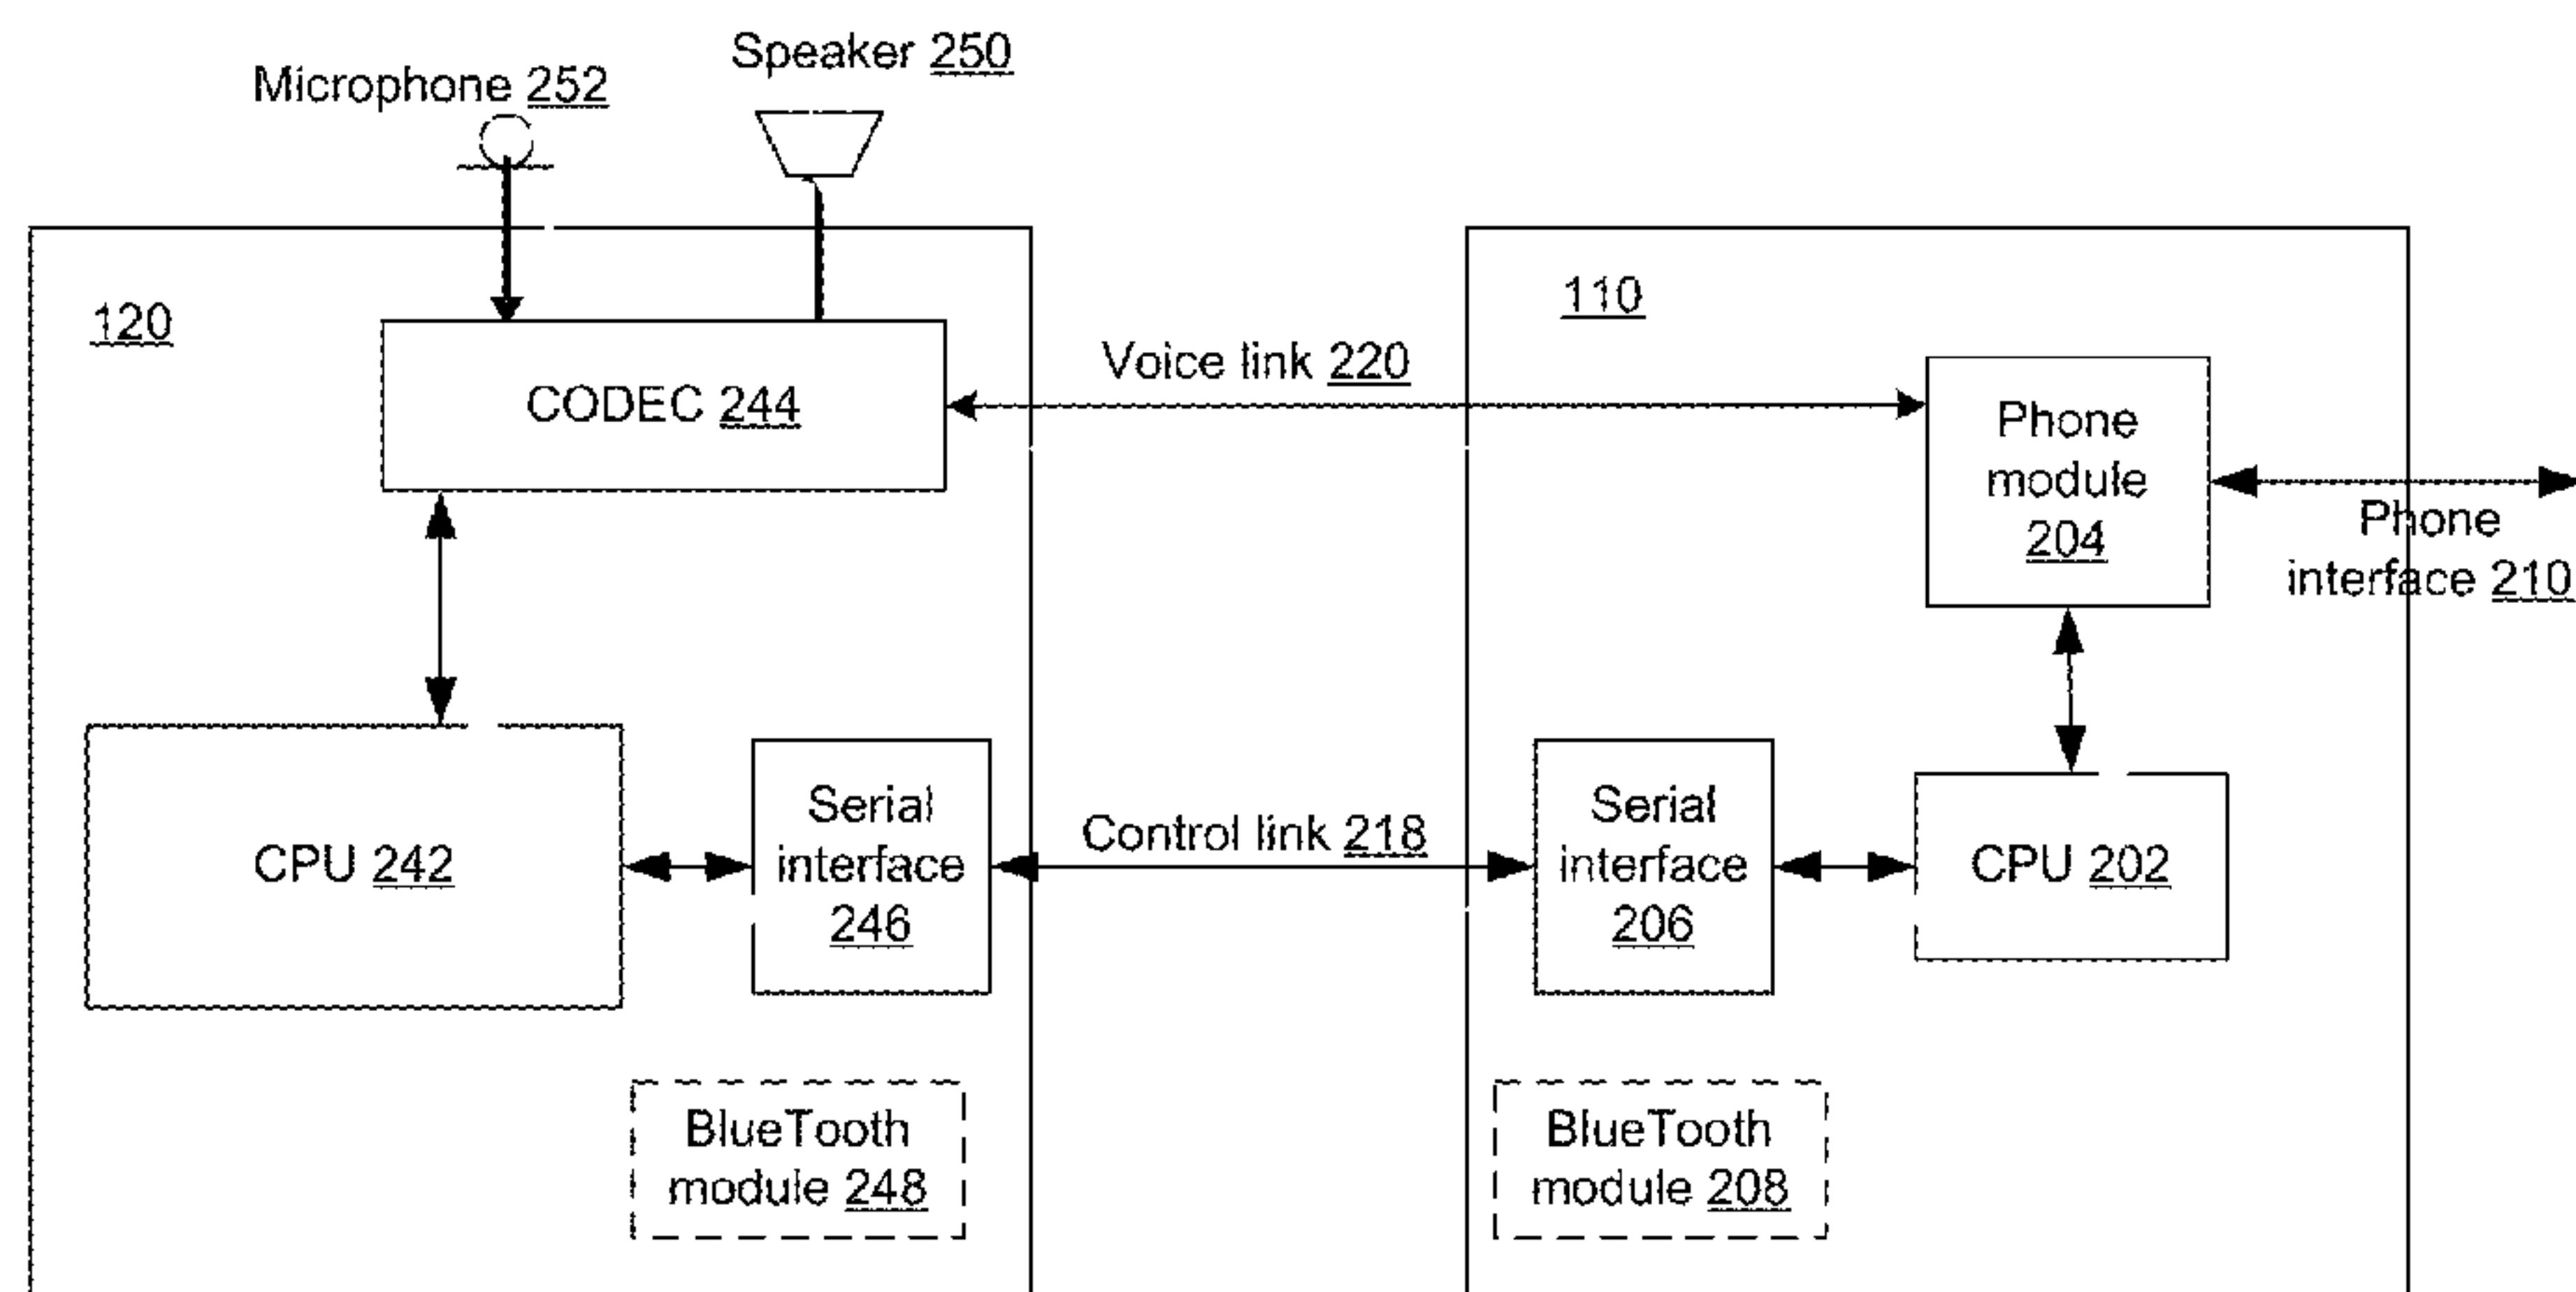 Speaker 250
Microphone 252
120
110
CODEC 244
Voice link 220
Phone
module
204
Phone
interface 210
CPU 242
Serial
interface
246
Control link 218
Serial
interface
206
CPU 202
BlueTooth
module 248
BlueTooth
module 208